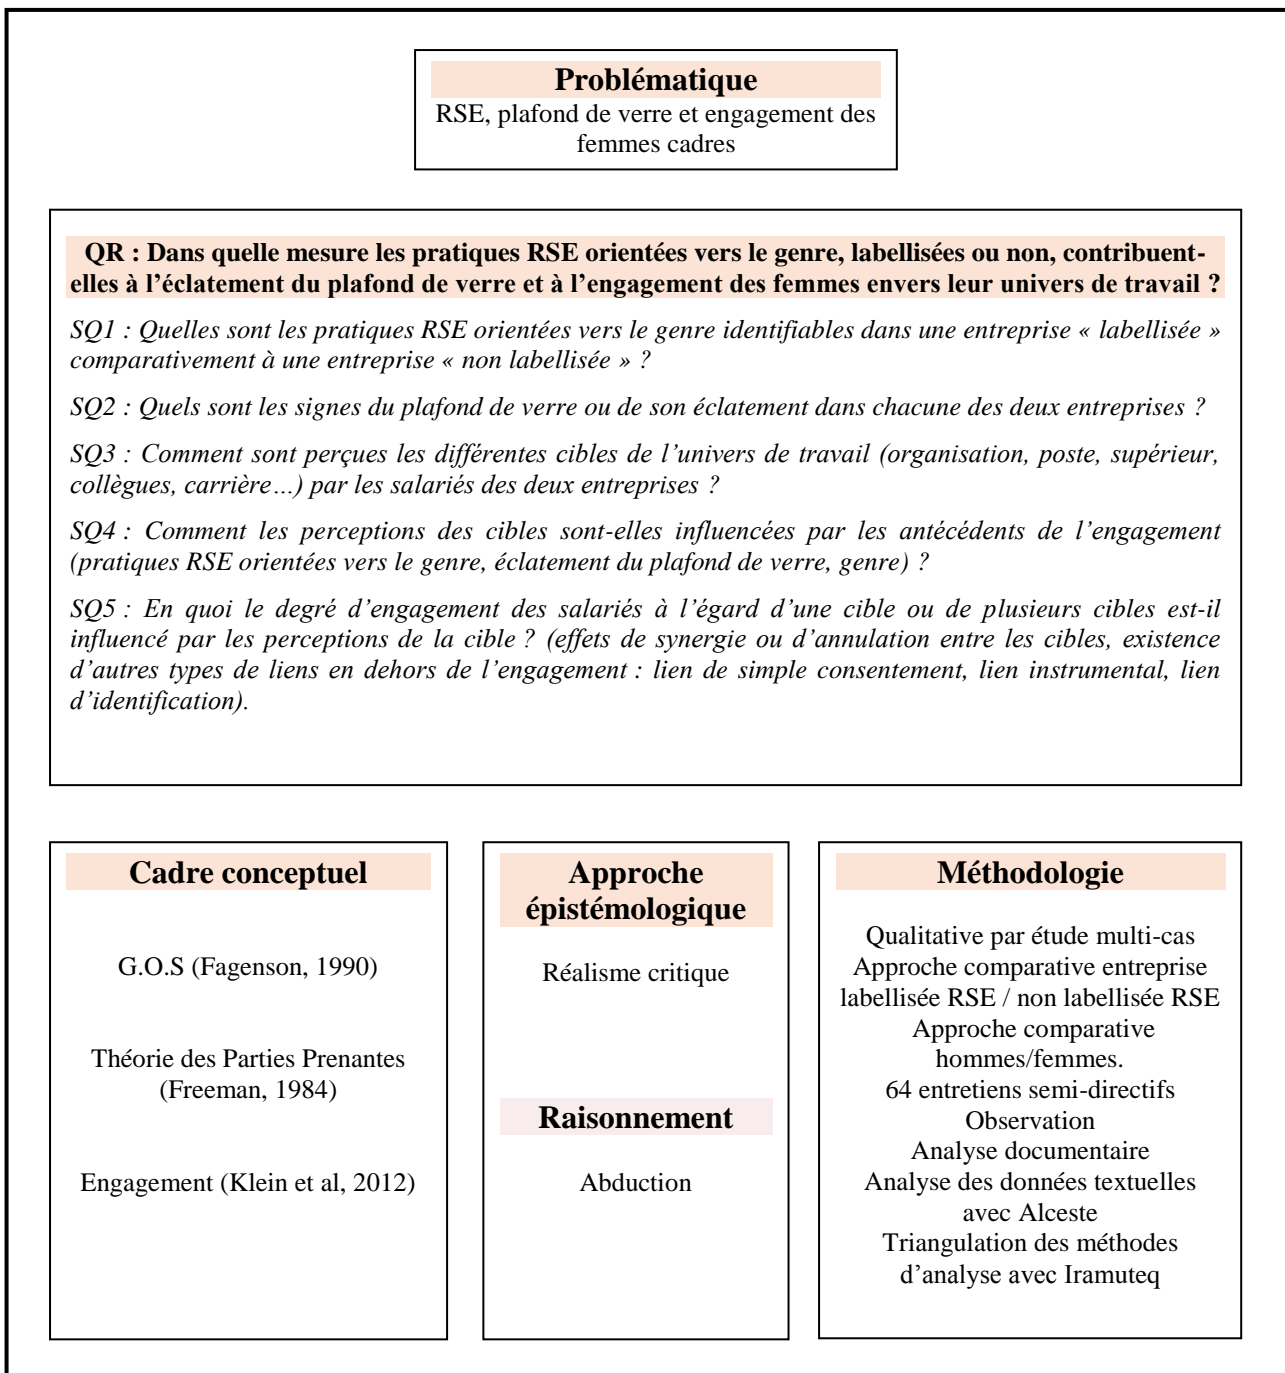 Problématique
RSE, plafond de verre et engagement des
femmes cadres
QR : Dans quelle mesure les pratiques RSE orientées vers le genre, labellisées ou non, contribuent-
elles à l’éclatement du plafond de verre et à l’engagement des femmes envers leur univers de travail ?
SQ1 : Quelles sont les pratiques RSE orientées vers le genre identifiables dans une entreprise « labellisée »
comparativement à une entreprise « non labellisée » ?
SQ2 : Quels sont les signes du plafond de verre ou de son éclatement dans chacune des deux entreprises ?
SQ3 : Comment sont perçues les différentes cibles de l’univers de travail (organisation, poste, supérieur,
collègues, carrière…) par les salariés des deux entreprises ?
SQ4 : Comment les perceptions des cibles sont-elles influencées par les antécédents de l’engagement
(pratiques RSE orientées vers le genre, éclatement du plafond de verre, genre) ?
SQ5 : En quoi le degré d’engagement des salariés à l’égard d’une cible ou de plusieurs cibles est-il
influencé par les perceptions de la cible ? (effets de synergie ou d’annulation entre les cibles, existence
d’autres types de liens en dehors de l’engagement : lien de simple consentement, lien instrumental, lien
d’identification).
Cadre conceptuel
G.O.S (Fagenson, 1990)
Théorie des Parties Prenantes
(Freeman, 1984)
Engagement (Klein et al, 2012)
Approche
épistémologique
Réalisme critique
Raisonnement
Abduction
Méthodologie
Qualitative par étude multi-cas
Approche comparative entreprise
labellisée RSE / non labellisée RSE
Approche comparative
hommes/femmes.
64 entretiens semi-directifs
Observation
Analyse documentaire
Analyse des données textuelles
avec Alceste
Triangulation des méthodes
d’analyse avec Iramuteq